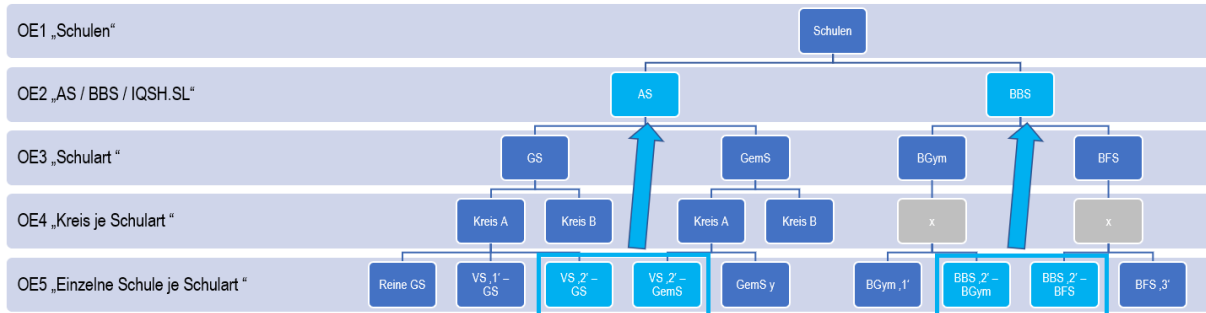 OE1 „Schulen“
Schulen
OE2 „AS / BBS / IQSH.SL“
AS
BBS
OE3 „Schulart “
GS
GemS
BGym
BFS
OE4 „Kreis je Schulart “
Kreis A
Kreis B
Kreis A
Kreis B
x
x
OE5 „Einzelne Schule je Schulart “
Reine GS
VS ‚1‘ –
GS
VS ‚2‘ –
GS
VS ‚2‘ –
GemS
GemS y
BGym ‚1‘
BBS ‚2‘ –
BGym
BBS ‚2‘ –
BFS
BFS ‚3‘